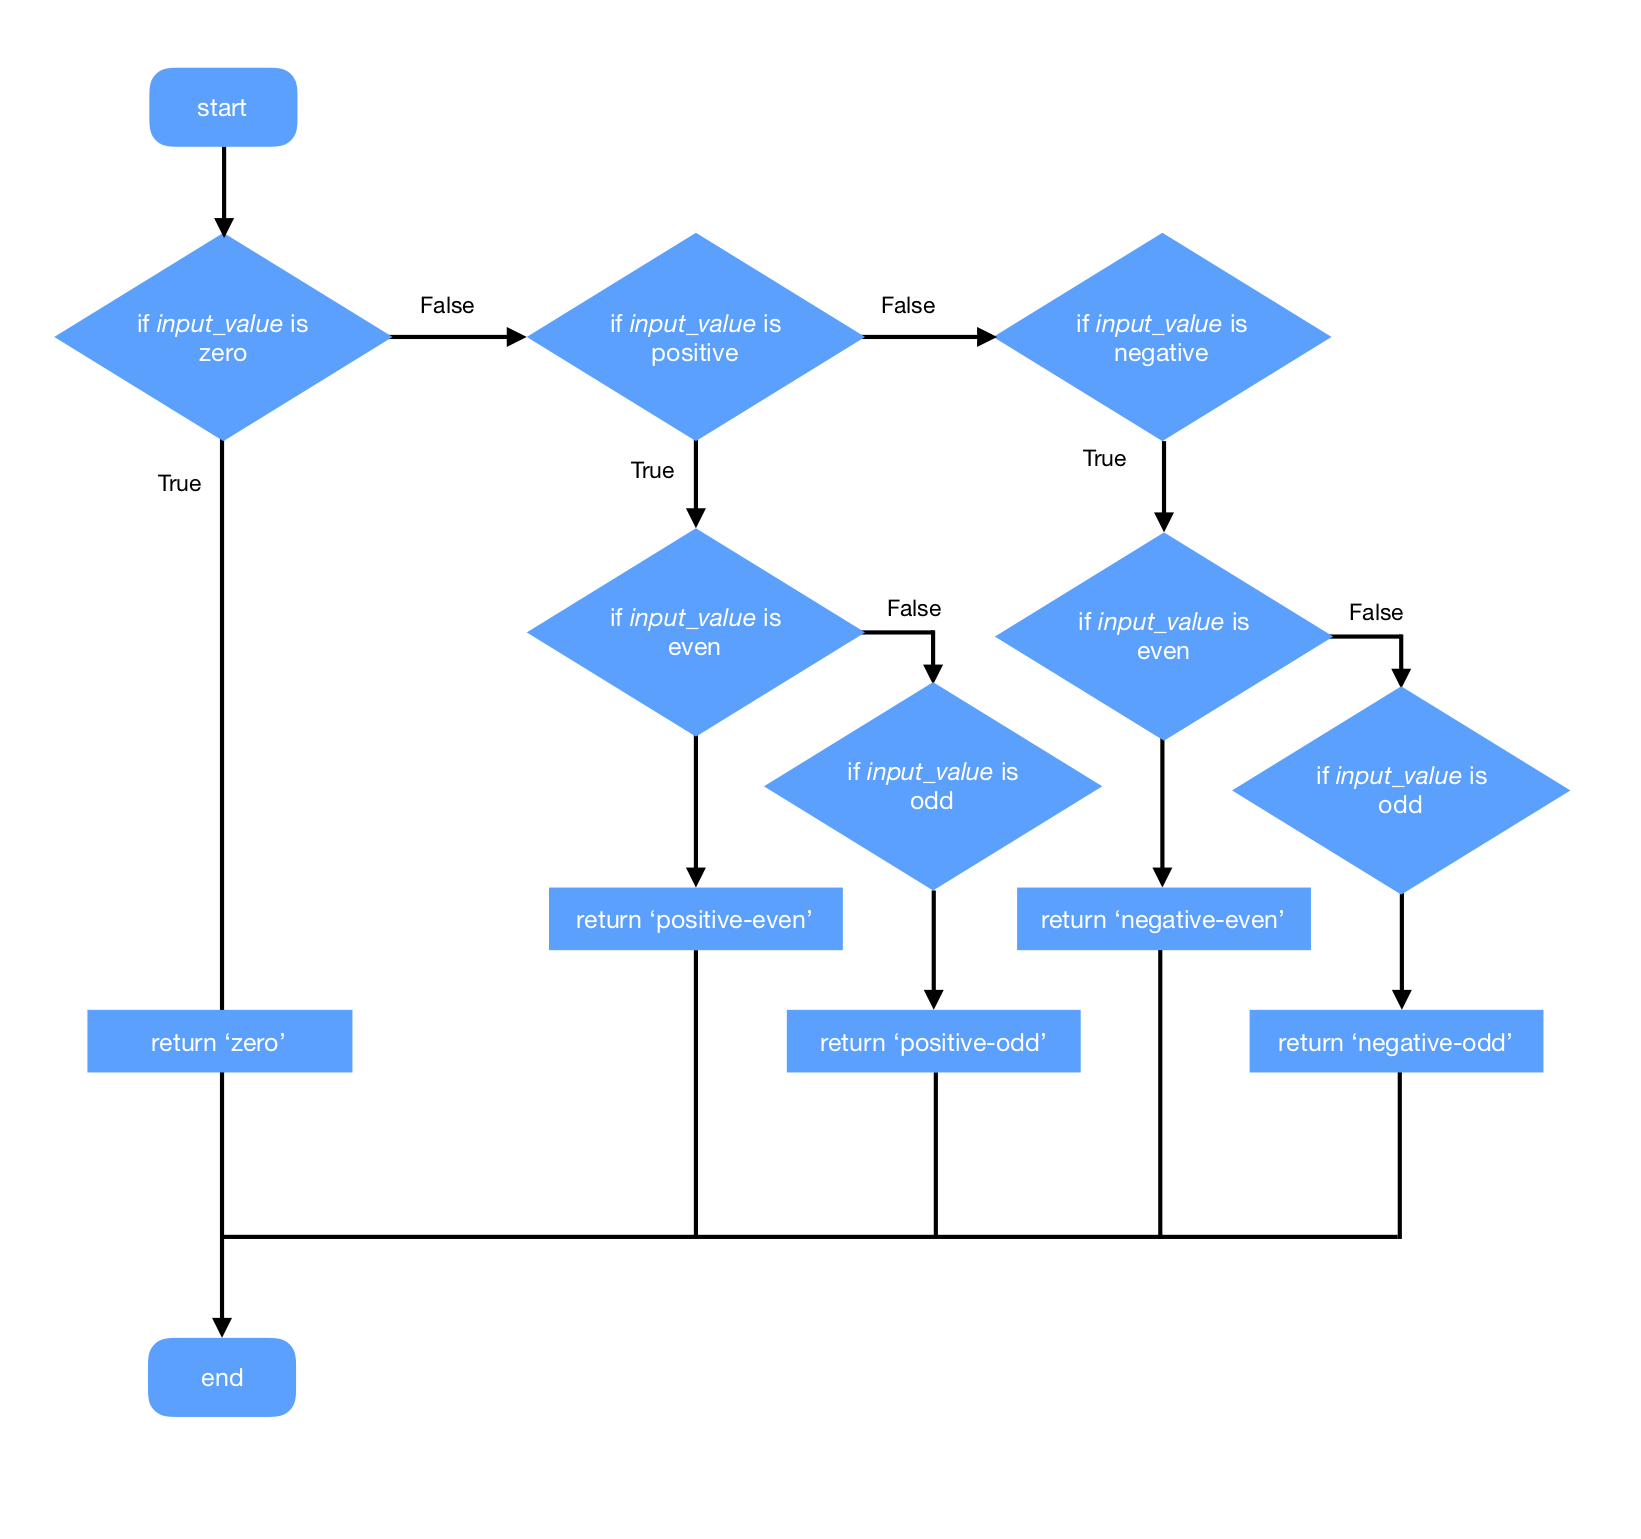 start
if input_value is
zero
False
if input_value is
positive
False
if input_value is
negative
True
True
True
if input_value is
even
False
if input_value is
even
False
if input_value is
odd
if input_value is
odd
return ‘positive-even’
return ‘negative-even’
return ‘zero’
return ‘positive-odd’
return ‘negative-odd’
end